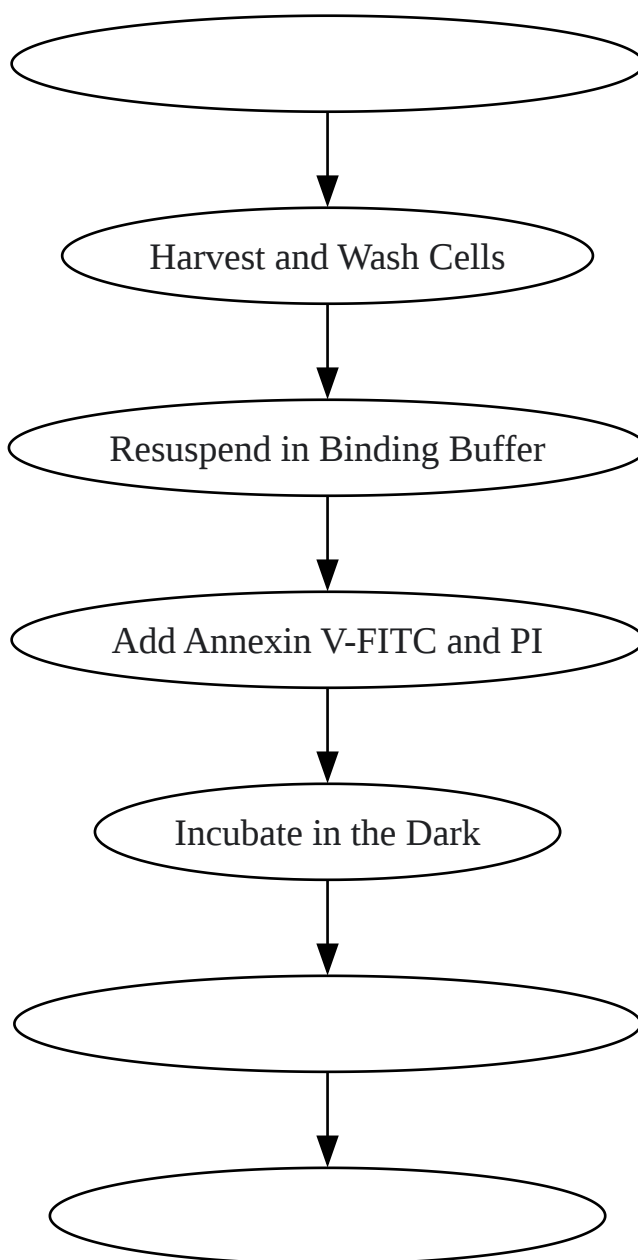 Harvest and Wash Cells
Resuspend in Binding Buffer
Add Annexin V-FITC and PI
Incubate in the Dark